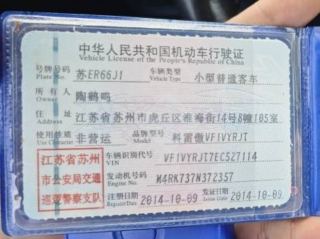 中华人民共和国机动车行驶证
Vehicle License of the People's Republic of China
号牌号码 苏ER66J1 车辆类型 小型普通客车
Plate No. Vehicle Type
所有人 陶鹤鸣
住址 江苏省苏州市虎丘区淮海街14号8幢105室
使用性质 非营运 品牌型号 科雷傲VF1VYRJT
Model
江苏省苏州 车辆识别代号 VF1VYRJT7EC527114
VIN
市公安局交通 发动机号码 M4RK737N372357
Engine No.
巡逻警察支队 注册日期 2014-10-09 发证日期 2014-10-09
Register Date Issue Date